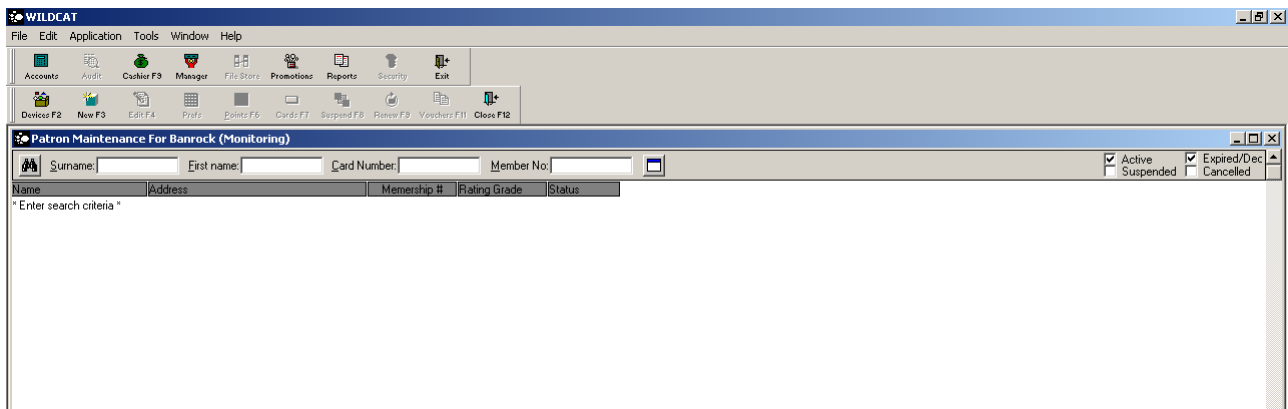 WILDCAT
File Edit Application Tools Window Help
Accounts Audit Cashier F9 Manager File Store Promotions Reports Security Exit
Devices F2 New F3 Edit F4 Prefs Points F6 Cards F7 Suspend F8 Renew F9 Vouchers F11 Close F12
Patron Maintenance For Banrock (Monitoring)
Surname: First name: Card Number: Member No: Active Expired/Dec
Suspended Cancelled
Name Address Memership # Rating Grade Status
* Enter search criteria *